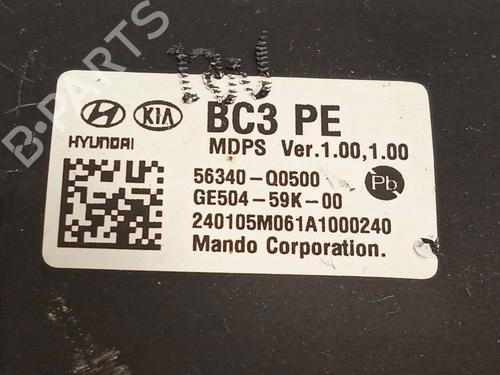 B-PARTS
HYUNDAI
KIA
BC3 PE
MDPS Ver.1.00,1.00
56340-Q0500
Pb
GE504-59K-00
240105M061A1000240
Mando Corporation.